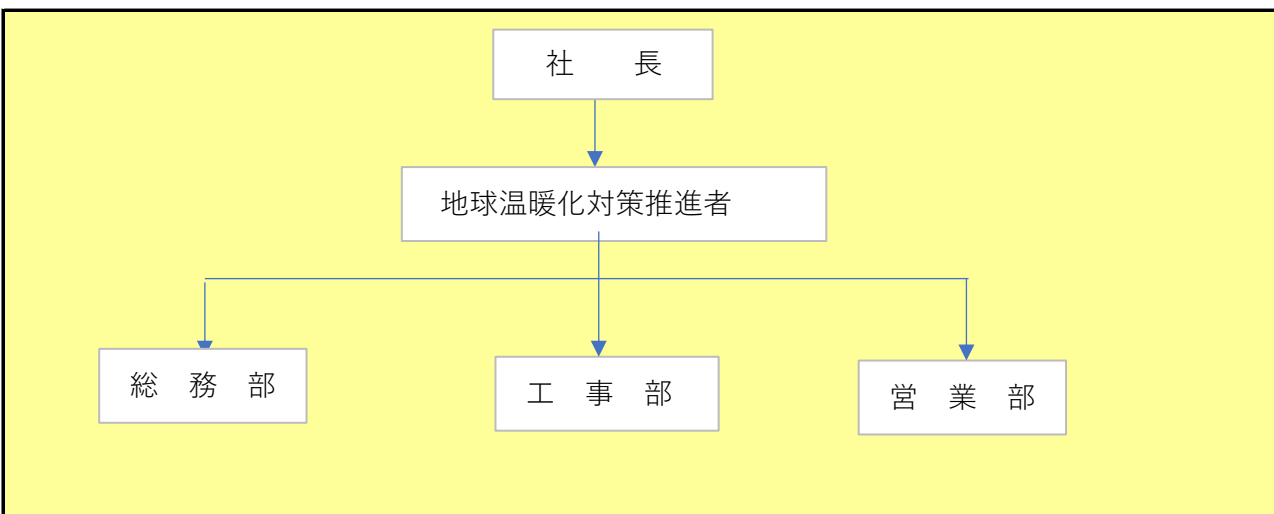 社　　長
地球温暖化対策推進者
総　務　部
工　事　部
営　業　部